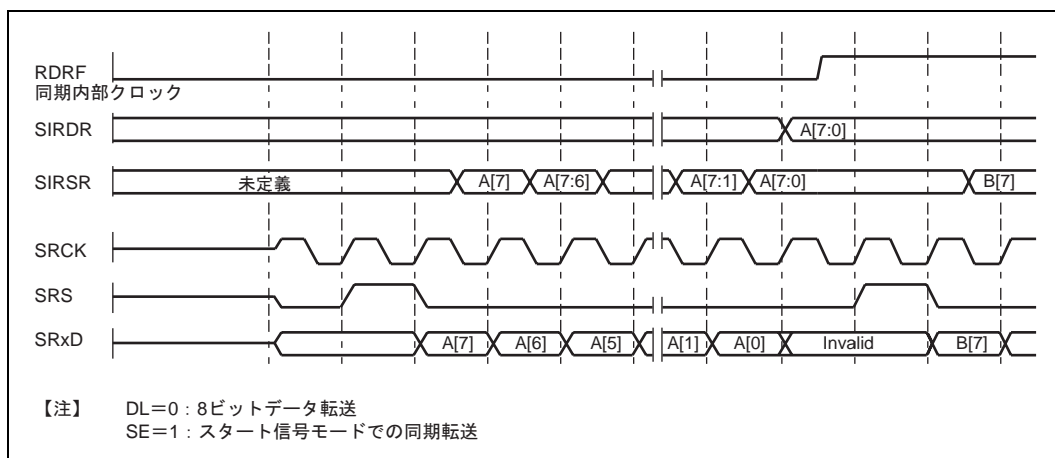 RDRF
同期内部クロック
SIRDR
A[7:0]
SIRSR
未定義 A[7] A[7:6] A[7:1] A[7:0] B[7]
SRCK
SRS
SRxD
A[7] A[6] A[5] A[1] A[0] Invalid B[7]
【注】 DL=0：8ビットデータ転送
SE=1：スタート信号モードでの同期転送